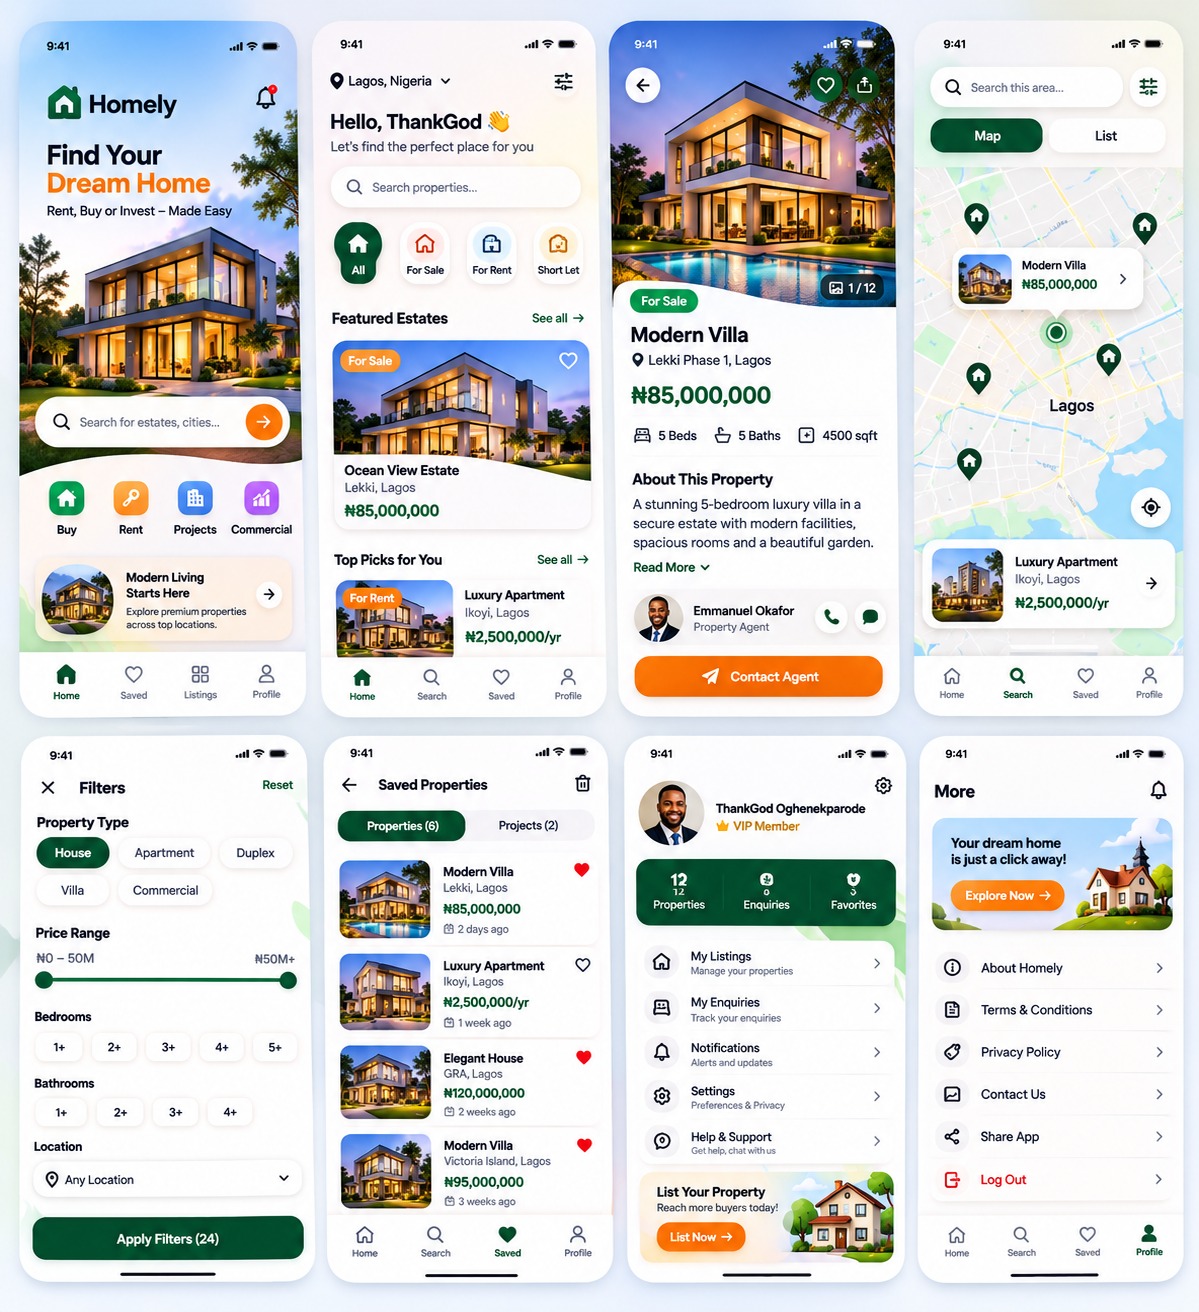 9:41
Homely
Find Your
Dream Home
Rent, Buy or Invest – Made Easy
Search for estates, cities...
Buy
Rent
Projects
Commercial
Modern Living
Starts Here
Explore premium properties
across top locations.
Home
Saved
Listings
Profile
9:41
Lagos, Nigeria
Hello, ThankGod 👋
Let's find the perfect place for you
Search properties...
All
For Sale
For Rent
Short Let
Featured Estates
See all →
For Sale
Ocean View Estate
Lekki, Lagos
₦85,000,000
Top Picks for You
See all →
For Rent
Luxury Apartment
Ikoyi, Lagos
₦2,500,000/yr
Home
Search
Saved
Profile
9:41
1 / 12
For Sale
Modern Villa
Lekki Phase 1, Lagos
₦85,000,000
5 Beds
5 Baths
4500 sqft
About This Property
A stunning 5-bedroom luxury villa in a
secure estate with modern facilities,
spacious rooms and a beautiful garden.
Read More
Emmanuel Okafor
Property Agent
Contact Agent
9:41
Search this area...
Map
List
Modern Villa
₦85,000,000
Lagos
Luxury Apartment
Ikoyi, Lagos
₦2,500,000/yr
Home
Search
Saved
Profile
9:41
Filters
Reset
Property Type
House
Apartment
Duplex
Villa
Commercial
Price Range
₦0 – 50M
₦50M+
Bedrooms
1+
2+
3+
4+
5+
Bathrooms
1+
2+
3+
4+
Location
Any Location
Apply Filters (24)
9:41
Saved Properties
Properties (6)
Projects (2)
Modern Villa
Lekki, Lagos
₦85,000,000
2 days ago
Luxury Apartment
Ikoyi, Lagos
₦2,500,000/yr
1 week ago
Elegant House
GRA, Lagos
₦120,000,000
2 weeks ago
Modern Villa
Victoria Island, Lagos
₦95,000,000
3 weeks ago
Home
Search
Saved
Profile
9:41
ThankGod Oghenekparode
VIP Member
12
Properties
Enquiries
Favorites
My Listings
Manage your properties
My Enquiries
Track your enquiries
Notifications
Alerts and updates
Settings
Preferences & Privacy
Help & Support
Get help, chat with us
List Your Property
Reach more buyers today!
List Now →
9:41
More
Your dream home
is just a click away!
Explore Now →
About Homely
Terms & Conditions
Privacy Policy
Contact Us
Share App
Log Out
Home
Search
Saved
Profile